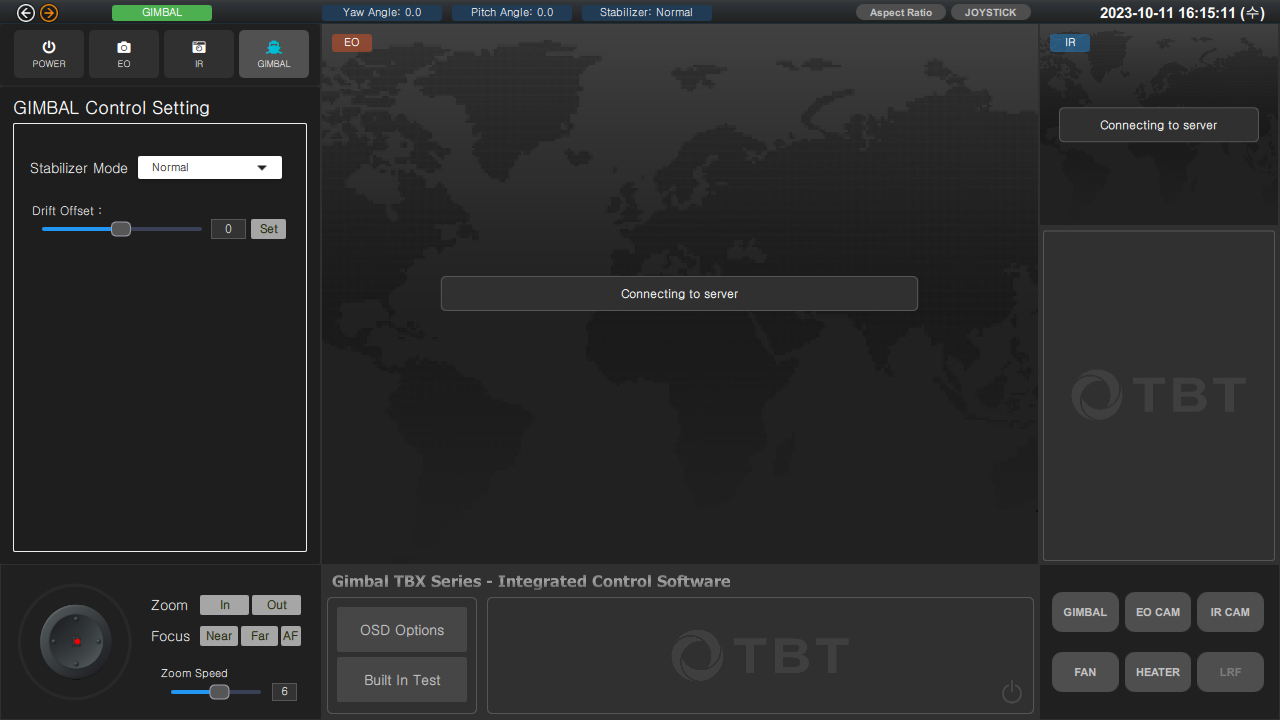 GIMBAL
Yaw Angle: 0.0
Pitch Angle: 0.0
Stabilizer: Normal
Aspect Ratio
JOYSTICK
2023-10-11 16:15:11 (수)
POWER
EO
IR
GIMBAL
EO
IR
GIMBAL Control Setting
Connecting to server
Stabilizer Mode
Normal
Drift Offset :
0
Set
Connecting to server
TBT
Gimbal TBX Series - Integrated Control Software
Zoom
In
Out
Focus
Near
Far
AF
Zoom Speed
6
OSD Options
Built In Test
TBT
GIMBAL
EO CAM
IR CAM
FAN
HEATER
LRF